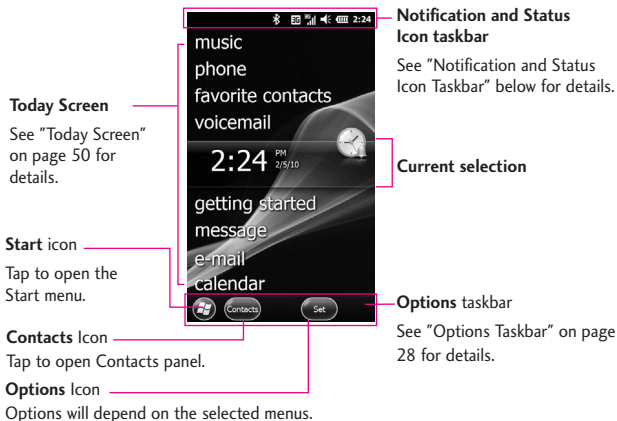 3G 3G 2:24
music
phone
favorite contacts
voicemail
2:24 PM
2/5/10
getting started
message
e-mail
calendar
Contacts
Set
Today Screen
See "Today Screen"
on page 50 for
details.
Start icon
Tap to open the
Start menu.
Contacts Icon
Tap to open Contacts panel.
Options Icon
Options will depend on the selected menus.
Notification and Status
Icon taskbar
See "Notification and Status
Icon Taskbar" below for details.
Current selection
Options taskbar
See "Options Taskbar" on page
28 for details.